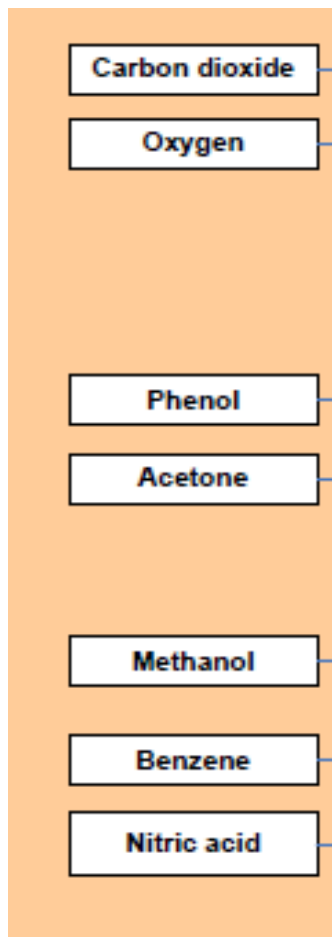 Carbon dioxide
Oxygen
Phenol
Acetone
Methanol
Benzene
Nitric acid